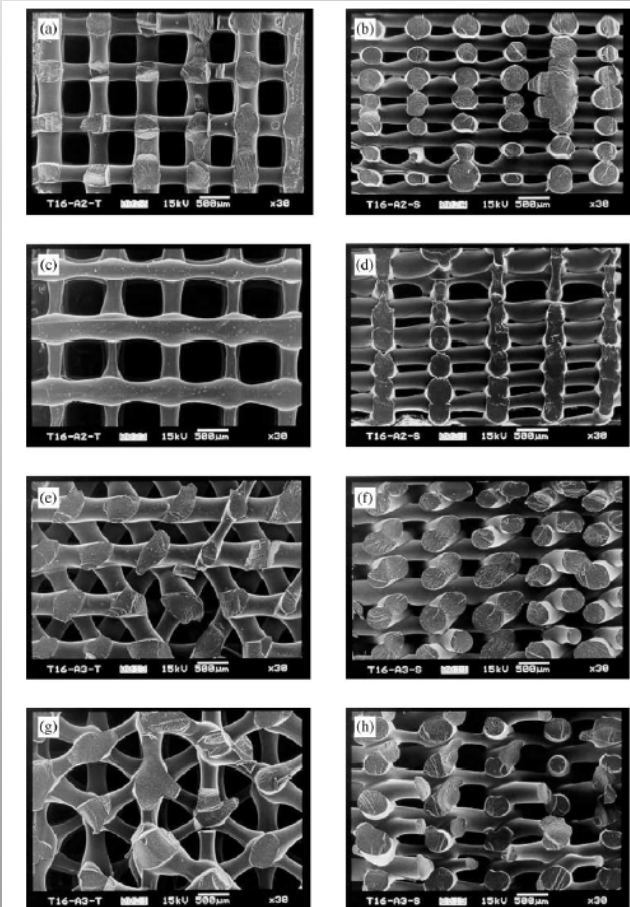 (a)
T16-A2-T 15kV 500µm x30
(b)
T16-A2-S 15kV 500µm x30
(c)
T16-A2-T 15kV 500µm x30
(d)
T16-A2-S 15kV 500µm x30
(e)
T16-A3-T 15kV 500µm x30
(f)
T16-A3-S 15kV 500µm x30
(g)
T16-A3-T 15kV 500µm x30
(h)
T16-A3-S 15kV 500µm x30